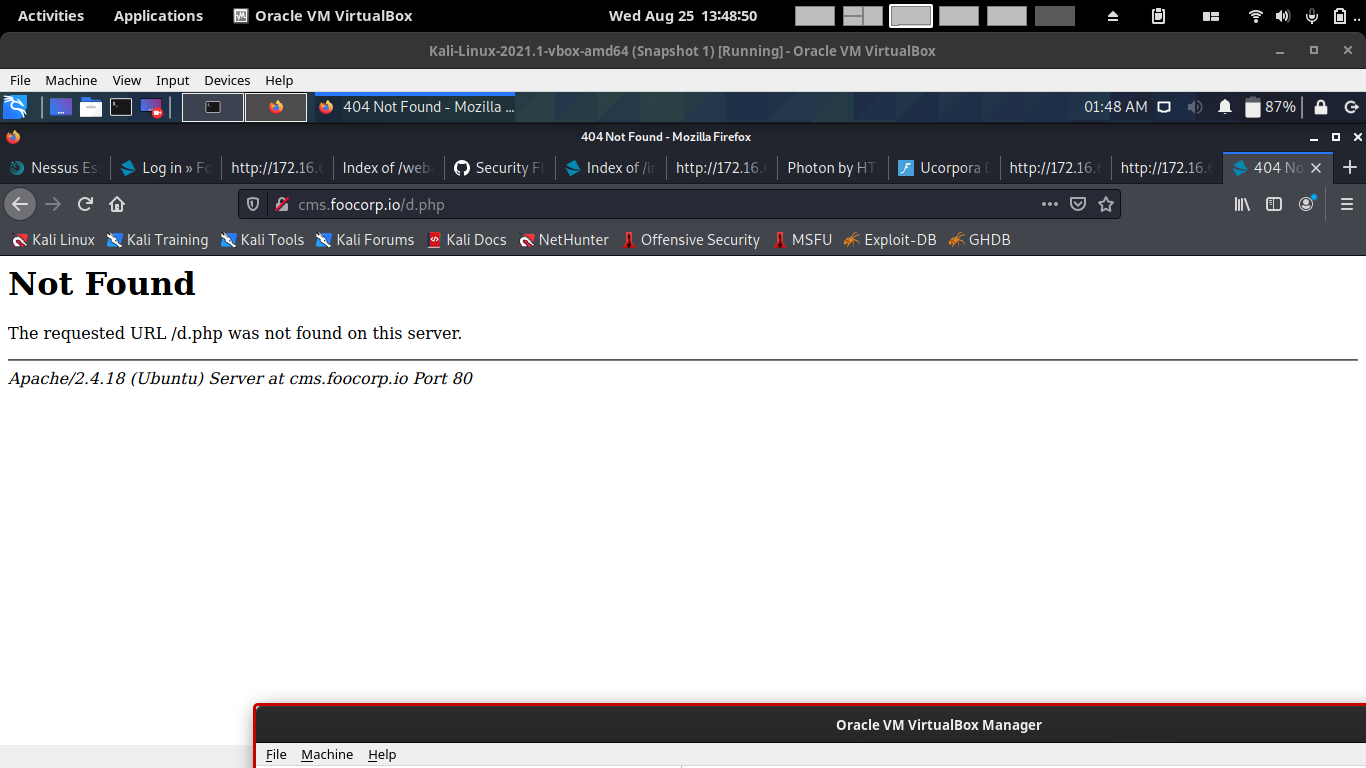 Activities Applications Oracle VM VirtualBox Wed Aug 25 13:48:50
Kali-Linux-2021.1-vbox-amd64 (Snapshot 1) [Running] - Oracle VM VirtualBox
File Machine View Input Devices Help
404 Not Found - Mozilla ... 01:48 AM 87%
404 Not Found - Mozilla Firefox
Nessus Es Log in » Fo http://172.16. Index of /web Security Fl Index of /i http://172.16. Photon by HT Ucorpora D http://172.16. http://172.16. 404 No
cms.foocorp.io/d.php
Kali Linux Kali Training Kali Tools Kali Forums Kali Docs NetHunter Offensive Security MSFU Exploit-DB GHDB
Not Found
The requested URL /d.php was not found on this server.
Apache/2.4.18 (Ubuntu) Server at cms.foocorp.io Port 80
Oracle VM VirtualBox Manager
File Machine Help